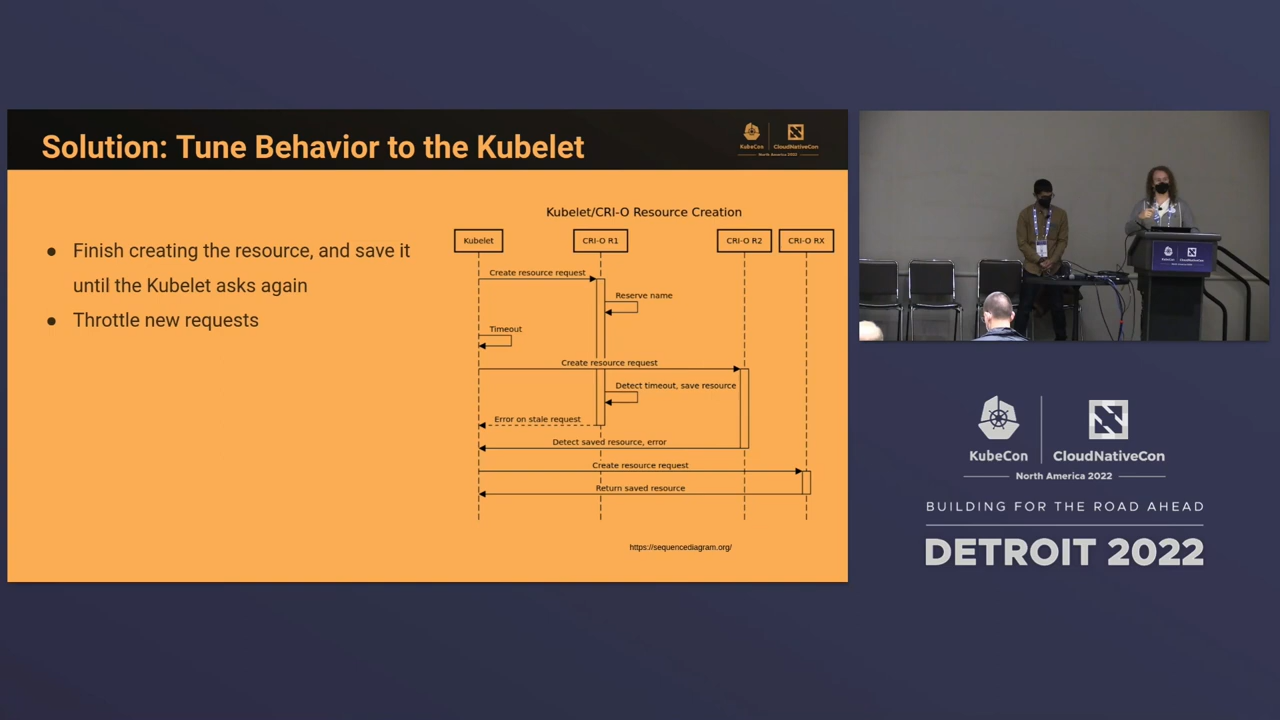 Solution: Tune Behavior to the Kubelet
KubeCon CloudNativeCon
North America 2022
● Finish creating the resource, and save it
until the Kubelet asks again
● Throttle new requests
Kubelet/CRI-O Resource Creation
Kubelet
CRI-O R1
CRI-O R2
CRI-O RX
Create resource request
Reserve name
Timeout
Create resource request
Detect timeout, save resource
Error on stale request
Detect saved resource, error
Create resource request
Return saved resource
https://sequencediagram.org/
KubeCon CloudNativeCon
KubeCon CloudNativeCon
North America 2022
BUILDING FOR THE ROAD AHEAD
DETROIT 2022